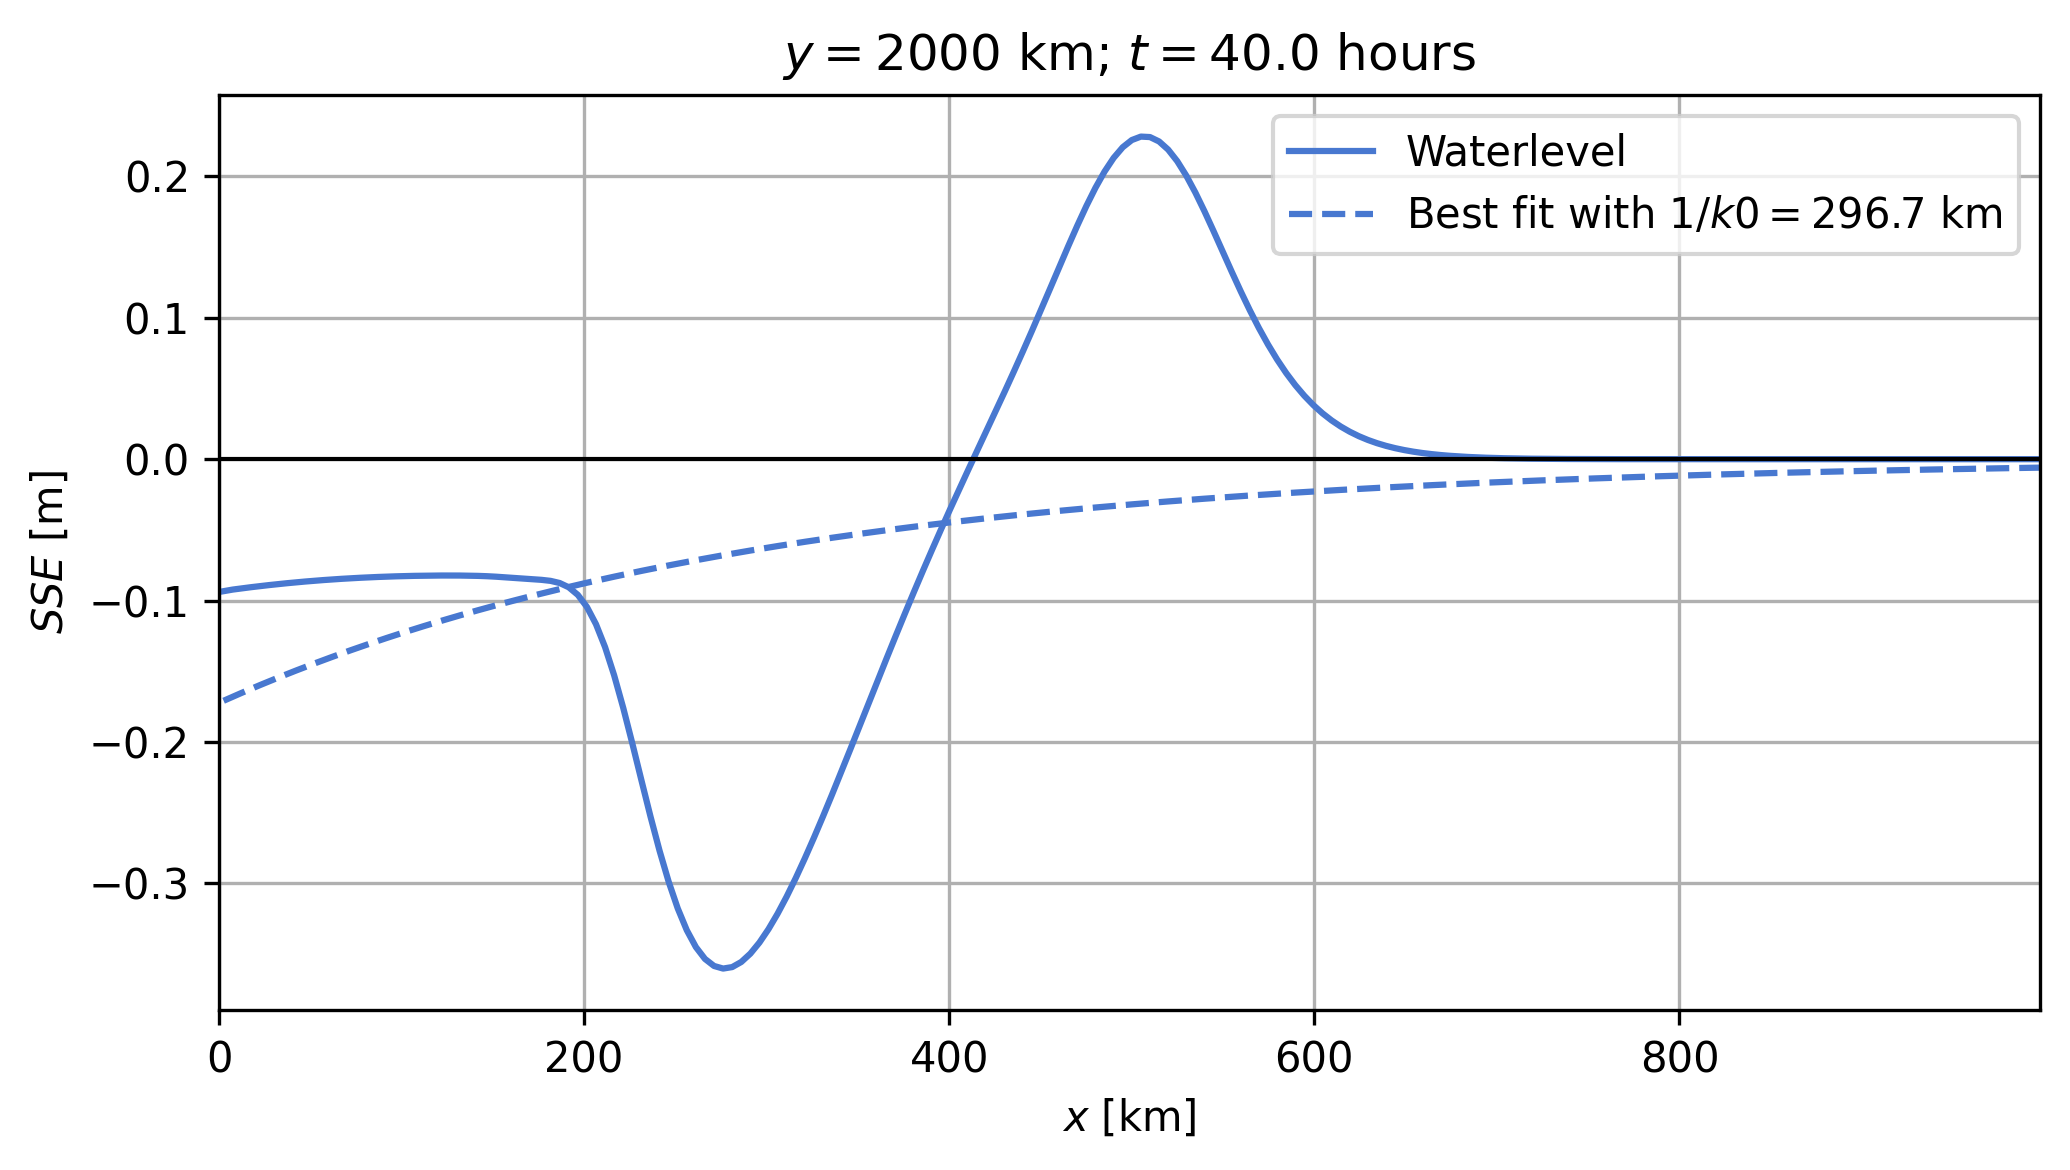 y = 2000 km; t = 40.0 hours
Waterlevel
Best fit with 1/k0 = 296.7 km
0.2
0.1
0.0
−0.1
−0.2
−0.3
SSE [m]
0 200 400 600 800
x [km]